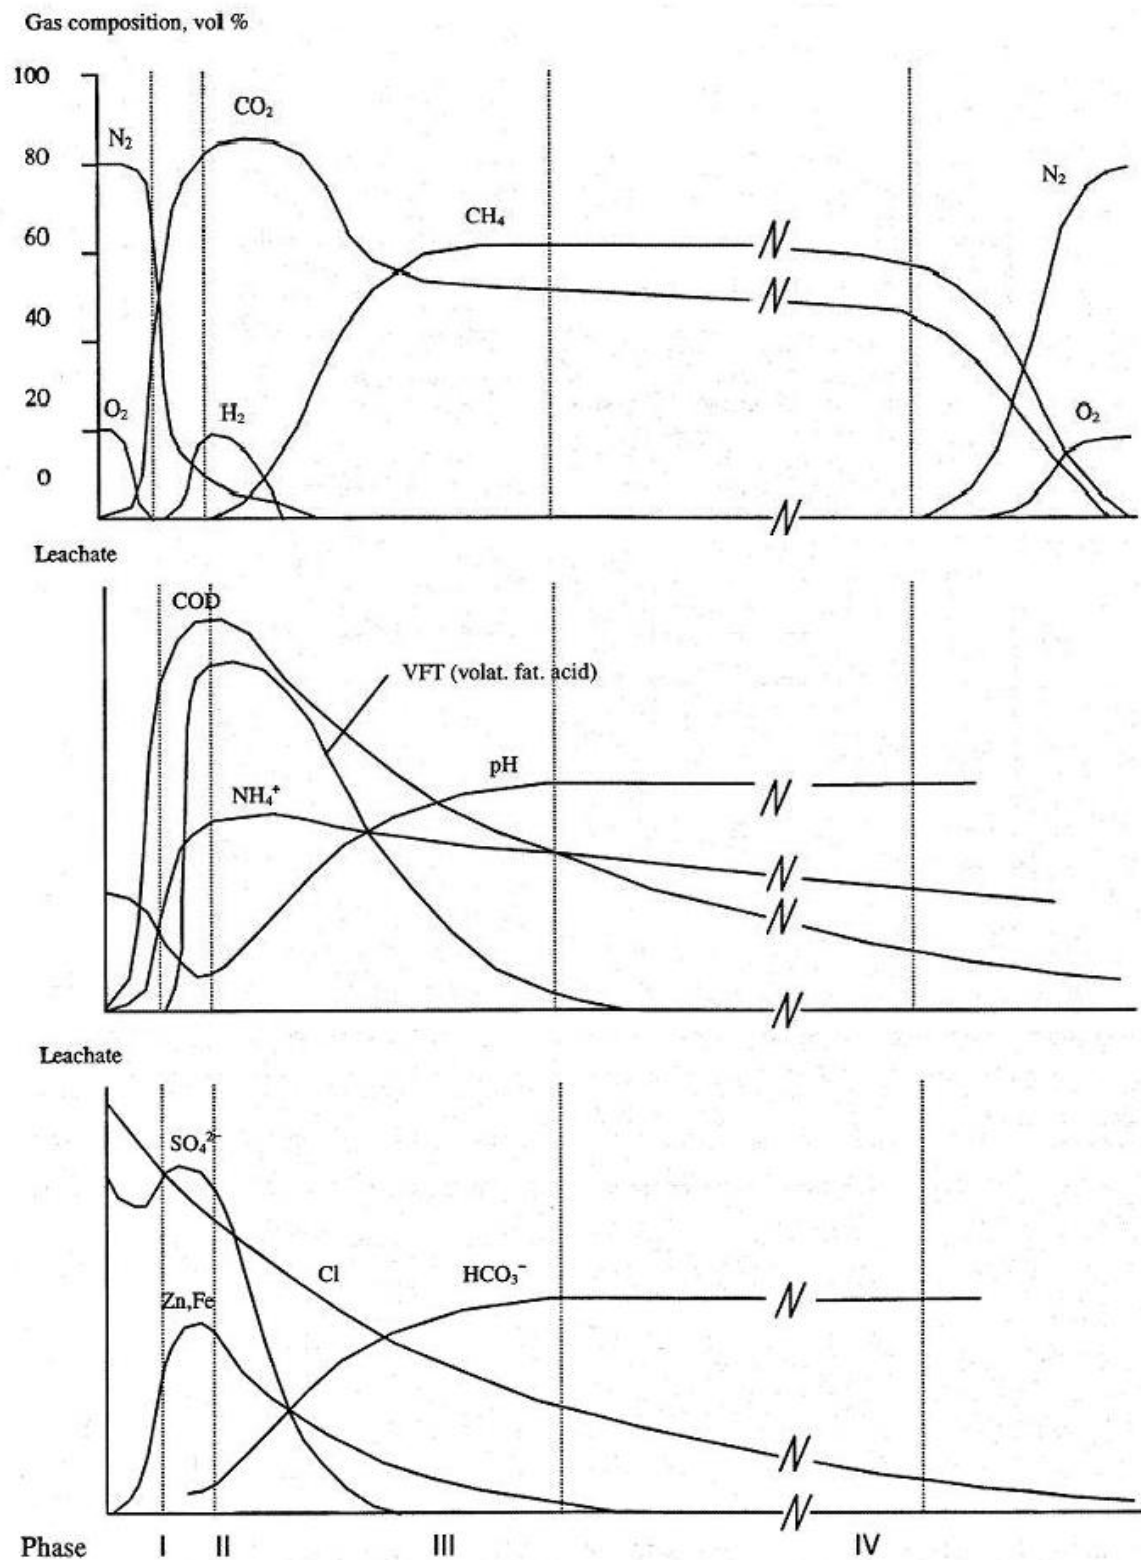 Gas composition, vol %
100
CO₂
N₂
80
N₂
CH₄
60
40
20
O₂
H₂
O₂
0
Leachate
COD
VFT (volat. fat. acid)
pH
NH₄⁺
Leachate
SO₄²⁻
Cl
HCO₃⁻
Zn,Fe
Phase I II III IV